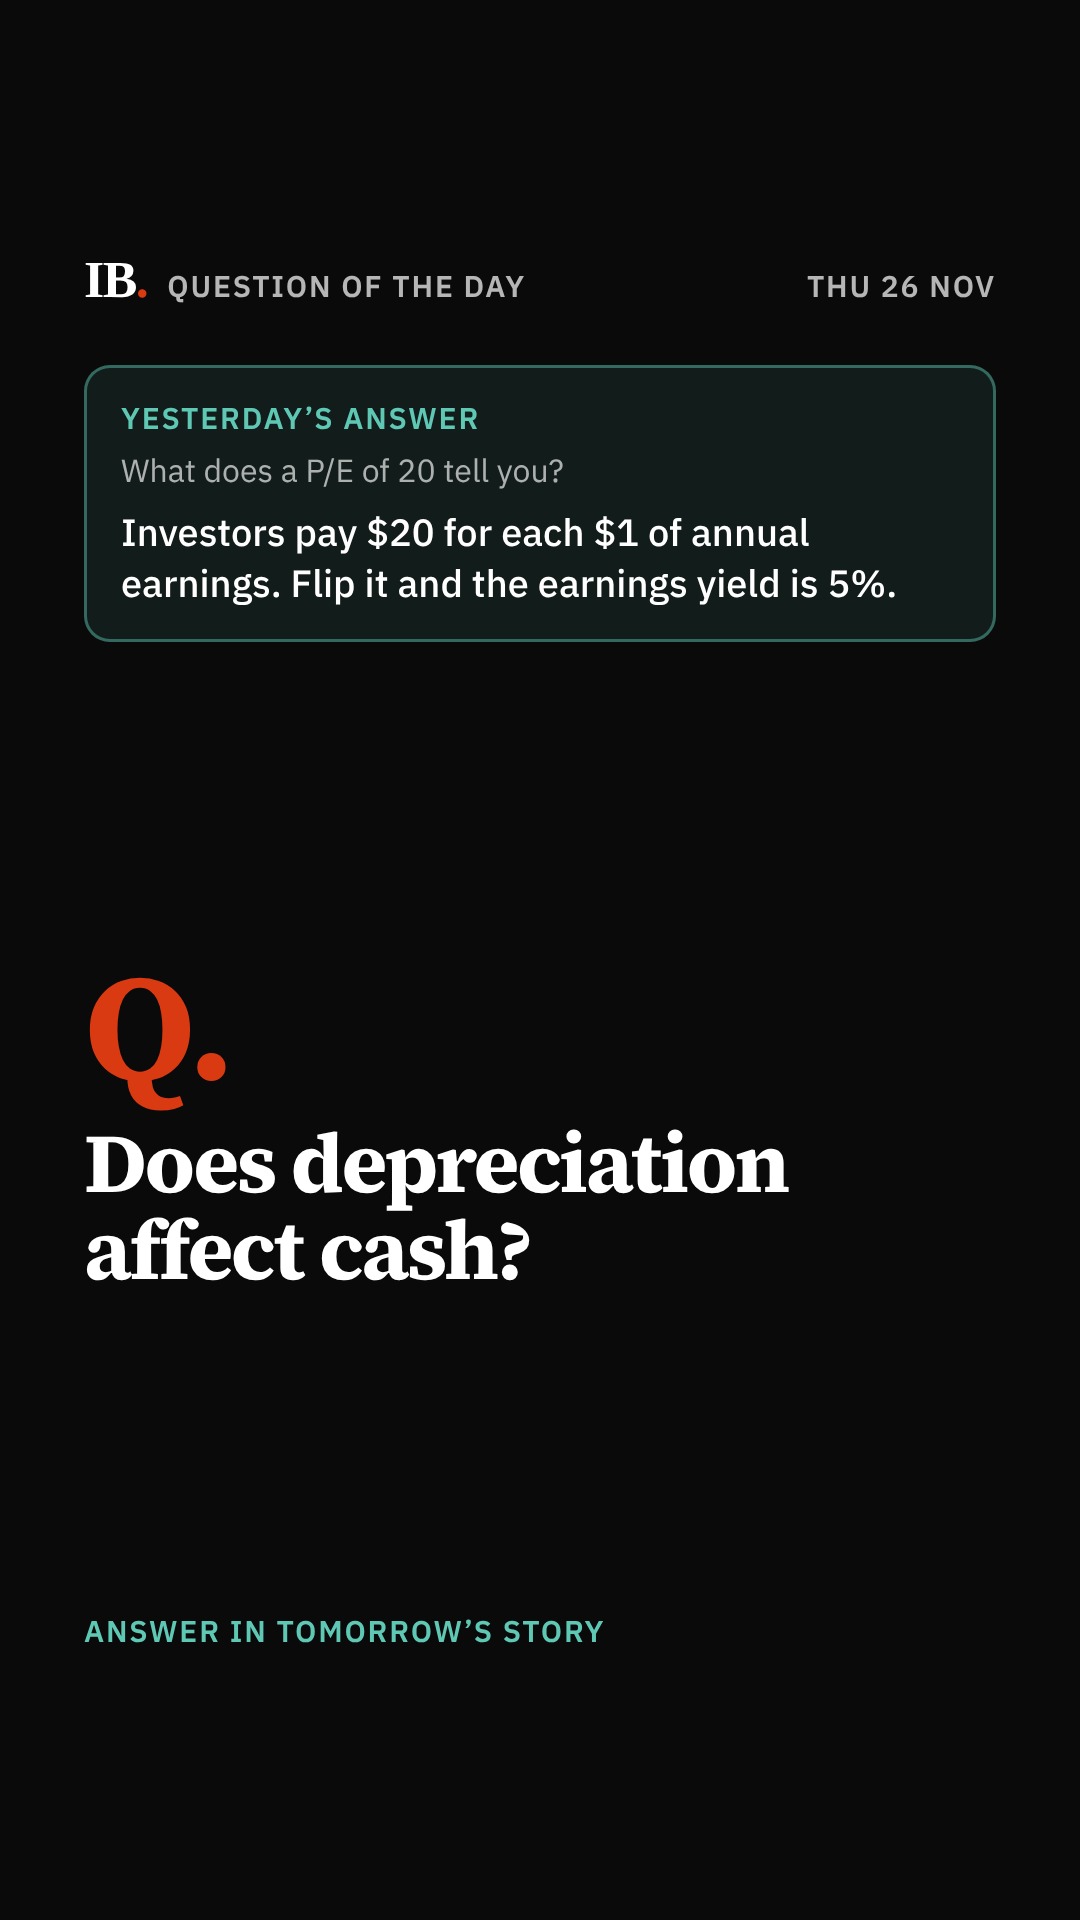 IB. QUESTION OF THE DAY THU 26 NOV
YESTERDAY’S ANSWER
What does a P/E of 20 tell you?
Investors pay $20 for each $1 of annual
earnings. Flip it and the earnings yield is 5%.
Q.
Does depreciation
affect cash?
ANSWER IN TOMORROW’S STORY